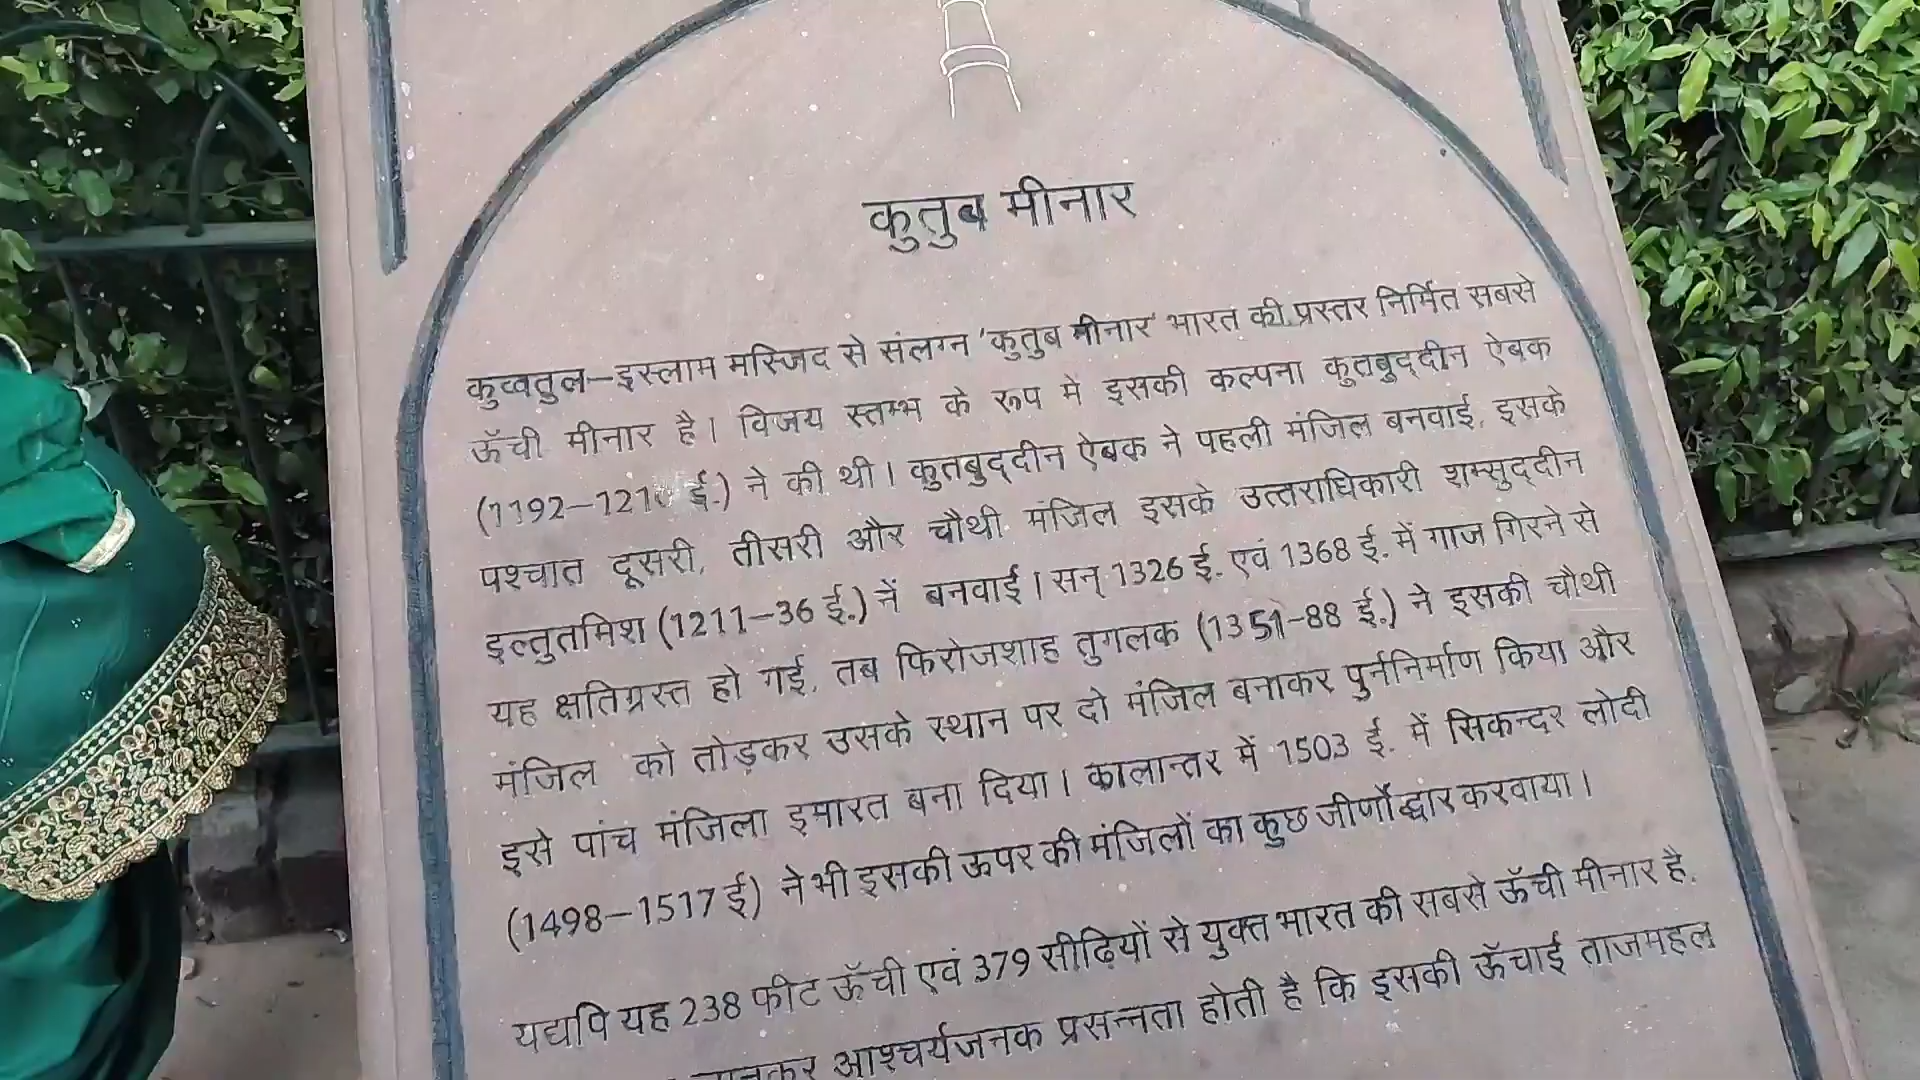 कुतुब मीनार
कुव्वतुल–इस्लाम मस्जिद से संलग्न 'कुतुब मीनार' भारत की प्रस्तर निर्मित सबसे
ऊँची मीनार है। विजय स्तम्भ के रूप में इसकी कल्पना कुतबुद्दीन ऐबक
(1192–1210 ई.) ने की थी। कुतबुद्दीन ऐबक ने पहली मंजिल बनवाई, इसके
पश्चात दूसरी, तीसरी और चौथी मंजिल इसके उत्तराधिकारी शम्सुद्दीन
इल्तुतमिश (1211–36 ई.) नें बनवाई। सन् 1326 ई. एवं 1368 ई. में गाज गिरने से
यह क्षतिग्रस्त हो गई, तब फिरोजशाह तुगलक (1351-88 ई.) ने इसकी चौथी
मंजिल को तोड़कर उसके स्थान पर दो मंजिल बनाकर पुर्ननिर्माण किया और
इसे पांच मंजिला इमारत बना दिया। कालान्तर में 1503 ई. में सिकन्दर लोदी
(1498–1517 ई) ने भी इसकी ऊपर की मंजिलों का कुछ जीर्णोद्धार करवाया।
यद्यपि यह 238 फीट ऊँची एवं 379 सीढ़ियों से युक्त भारत की सबसे ऊँची मीनार है,
आश्चर्यजनक प्रसन्नता होती है कि इसकी ऊँचाई ताजमहल